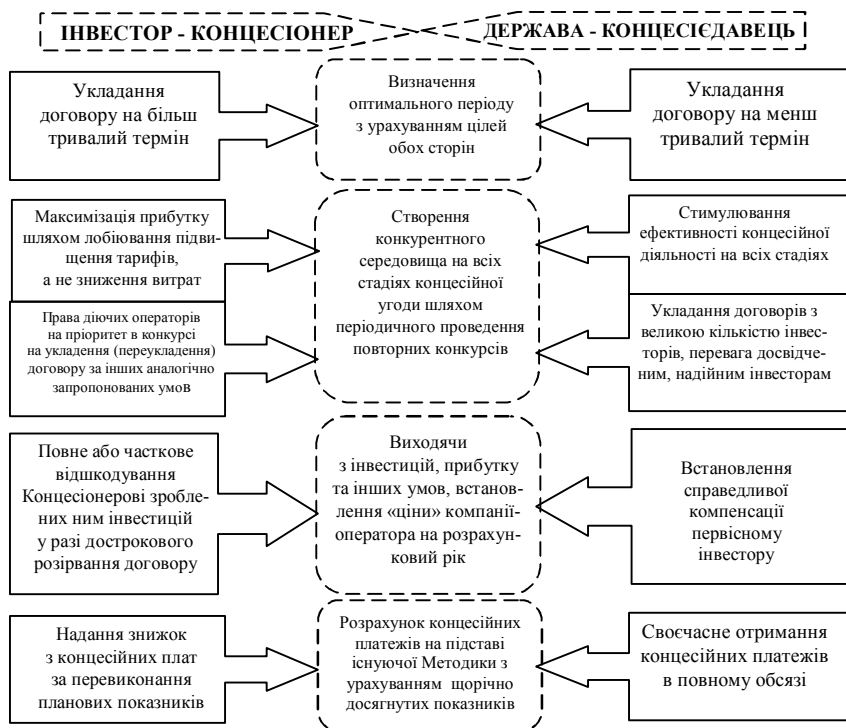 ІНВЕСТОР - КОНЦЕСІОНЕР
ДЕРЖАВА - КОНЦЕСІЄДАВЕЦЬ
Укладання
договору на більш
тривалий термін
Визначення
оптимального періоду
з урахуванням цілей
обох сторін
Укладання
договору на менш
тривалий термін
Максимізація прибутку
шляхом лобіювання підви-
щення тарифів,
а не зниження витрат
Права діючих операторів
на пріоритет в конкурсі
на укладення (переукладення)
договору за інших аналогічно
запропонованих умов
Створення
конкурентного
середовища на всіх
стадіях концесійної
угоди шляхом
періодичного проведення
повторних конкурсів
Стимулювання
ефективності концесійної
діяльності на всіх стадіях
Укладання договорів з
великою кількістю інвес-
торів, перевага досвідче-
ним, надійним інвесторам
Повне або часткове
відшкодування
Концесіонерові зробле-
них ним інвестицій
у разі дострокового
розірвання договору
Виходячи
з інвестицій, прибутку
та інших умов, встанов-
лення «ціни» компанії-
оператора на розрахун-
ковий рік
Встановлення
справедливої
компенсації
первісному
інвестору
Надання знижок
з концесійних плат
за перевиконання
планових показників
Розрахунок концесійних
платежів на підставі
існуючої Методики з
урахуванням щорічно
досягнутих показників
Своєчасне отримання
концесійних платежів
в повному обсязі